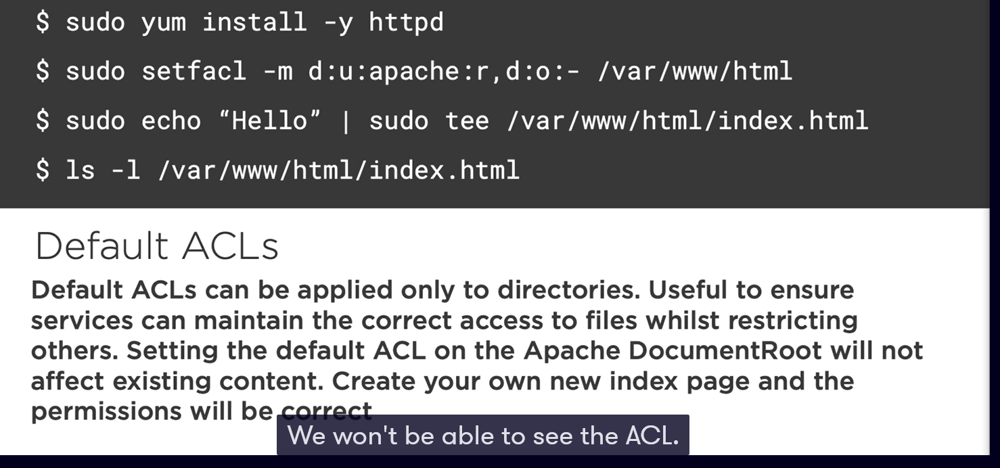 $ sudo yum install -y httpd
$ sudo setfacl -m d:u:apache:r,d:o:- /var/www/html
$ sudo echo “Hello” | sudo tee /var/www/html/index.html
$ ls -l /var/www/html/index.html
Default ACLs
Default ACLs can be applied only to directories. Useful to ensure
services can maintain the correct access to files whilst restricting
others. Setting the default ACL on the Apache DocumentRoot will not
affect existing content. Create your own new index page and the
permissions will be correct
We won't be able to see the ACL.